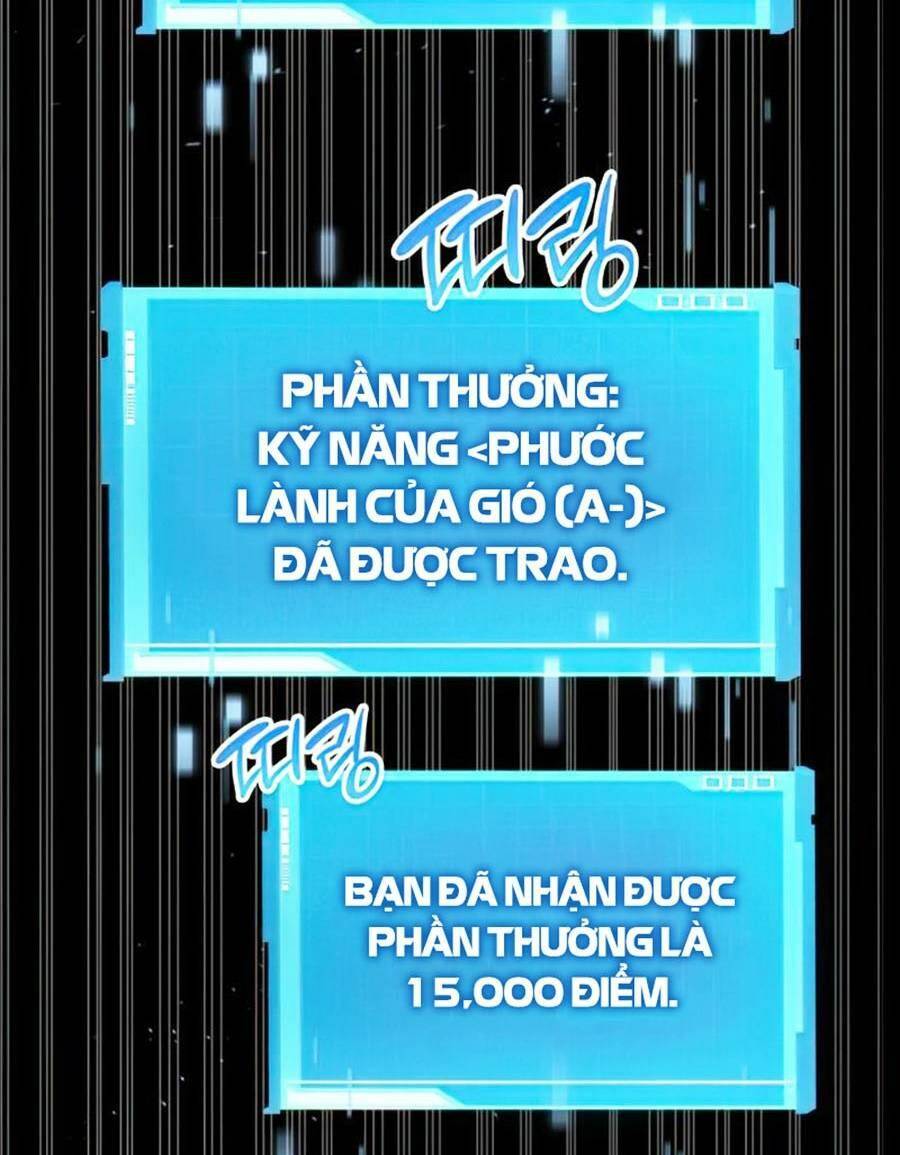 띠링
PHẦN THƯỞNG:
KỸ NĂNG <PHƯỚC
LÀNH CỦA GIÓ (A-)>
ĐÃ ĐƯỢC TRAO.
띠링
BẠN ĐÃ NHẬN ĐƯỢC
PHẦN THƯỞNG LÀ
15,000 ĐIỂM.